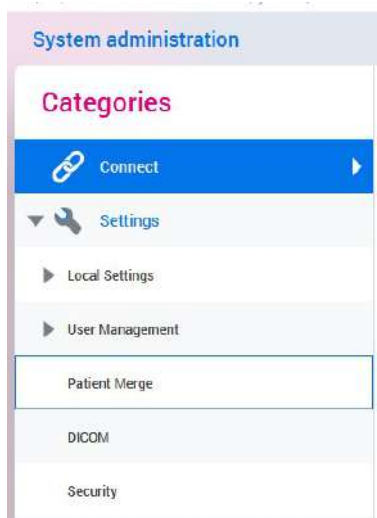 System administration
Categories
Connect
Settings
Local Settings
User Management
Patient Merge
DICOM
Security